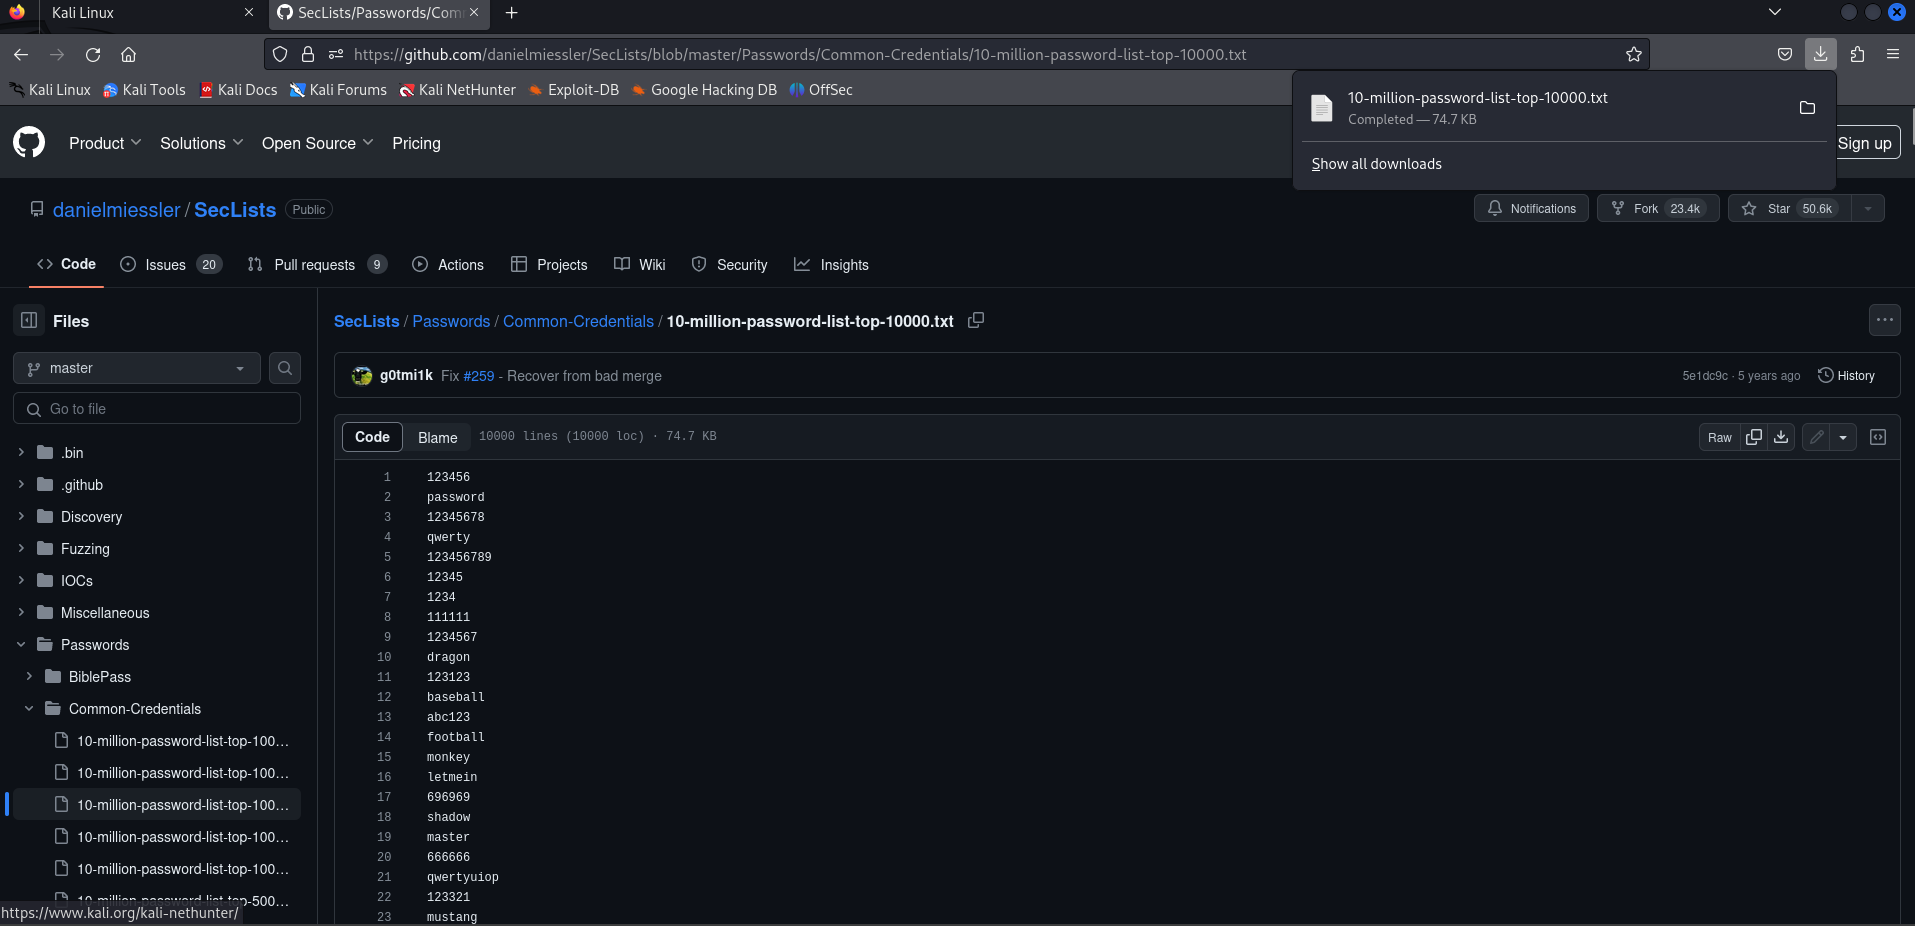 Kali Linux
SecLists/Passwords/Com
https://github.com/danielmiessler/SecLists/blob/master/Passwords/Common-Credentials/10-million-password-list-top-10000.txt
Kali Linux Kali Tools Kali Docs Kali Forums Kali NetHunter Exploit-DB Google Hacking DB OffSec
10-million-password-list-top-10000.txt
Completed — 74.7 KB
Show all downloads
Product Solutions Open Source Pricing
Sign up
danielmiessler / SecLists Public
Notifications Fork 23.4k Star 50.6k
Code Issues 20 Pull requests 9 Actions Projects Wiki Security Insights
Files
master
Go to file
.bin
.github
Discovery
Fuzzing
IOCs
Miscellaneous
Passwords
BiblePass
Common-Credentials
10-million-password-list-top-100...
10-million-password-list-top-100...
10-million-password-list-top-100...
10-million-password-list-top-100...
10-million-password-list-top-100...
10-million-password-list-top-500...
https://www.kali.org/kali-nethunter/
SecLists / Passwords / Common-Credentials / 10-million-password-list-top-10000.txt
g0tmi1k Fix #259 - Recover from bad merge
5e1dc9c · 5 years ago History
Code Blame 10000 lines (10000 loc) · 74.7 KB
Raw
1 123456
2 password
3 12345678
4 qwerty
5 123456789
6 12345
7 1234
8 111111
9 1234567
10 dragon
11 123123
12 baseball
13 abc123
14 football
15 monkey
16 letmein
17 696969
18 shadow
19 master
20 666666
21 qwertyuiop
22 123321
23 mustang